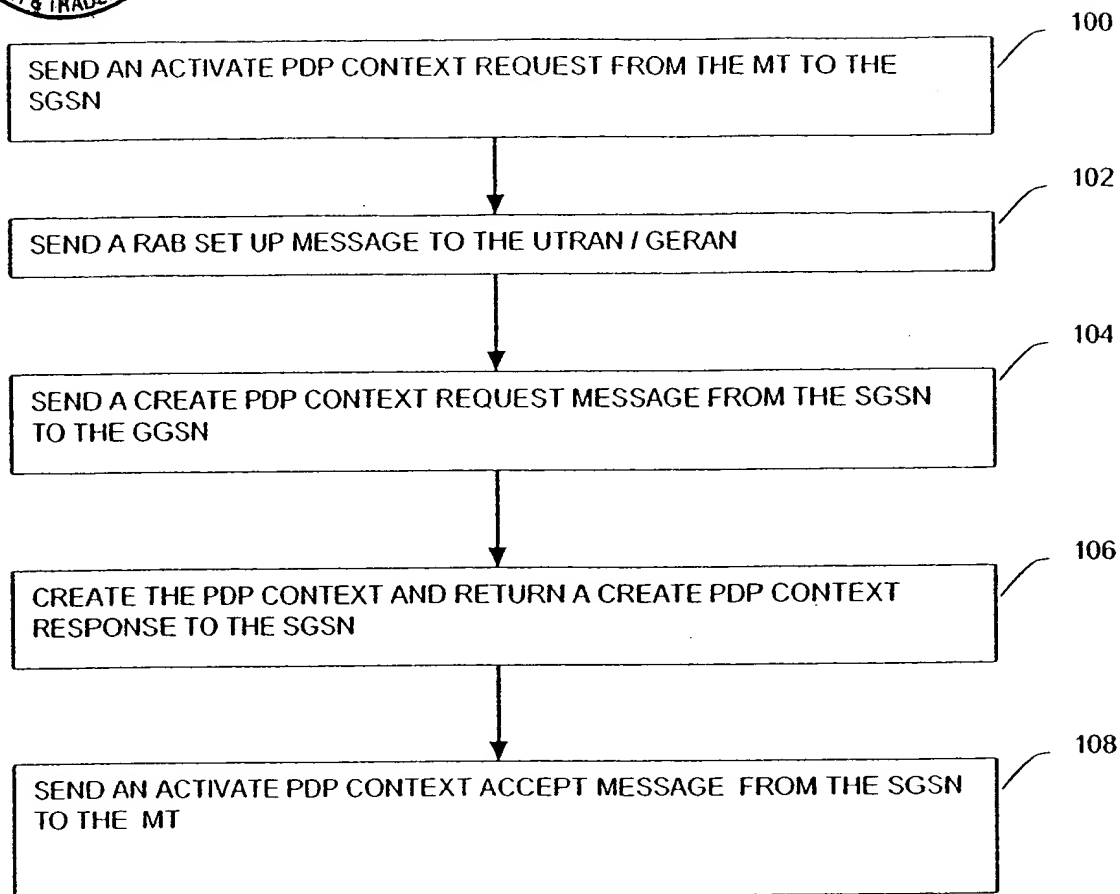 & TRADE
100
SEND AN ACTIVATE PDP CONTEXT REQUEST FROM THE MT TO THE
SGSN
102
SEND A RAB SET UP MESSAGE TO THE UTRAN / GERAN
104
SEND A CREATE PDP CONTEXT REQUEST MESSAGE FROM THE SGSN
TO THE GGSN
106
CREATE THE PDP CONTEXT AND RETURN A CREATE PDP CONTEXT
RESPONSE TO THE SGSN
108
SEND AN ACTIVATE PDP CONTEXT ACCEPT MESSAGE FROM THE SGSN
TO THE MT